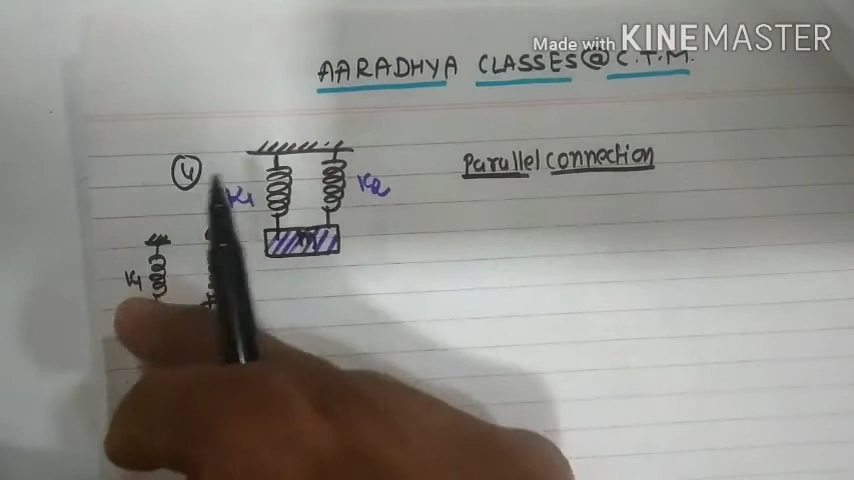 Made with KINEMASTER
AARADHYA CLASSES@C.T.M.
Parallel connection
4
K1 K2
K1